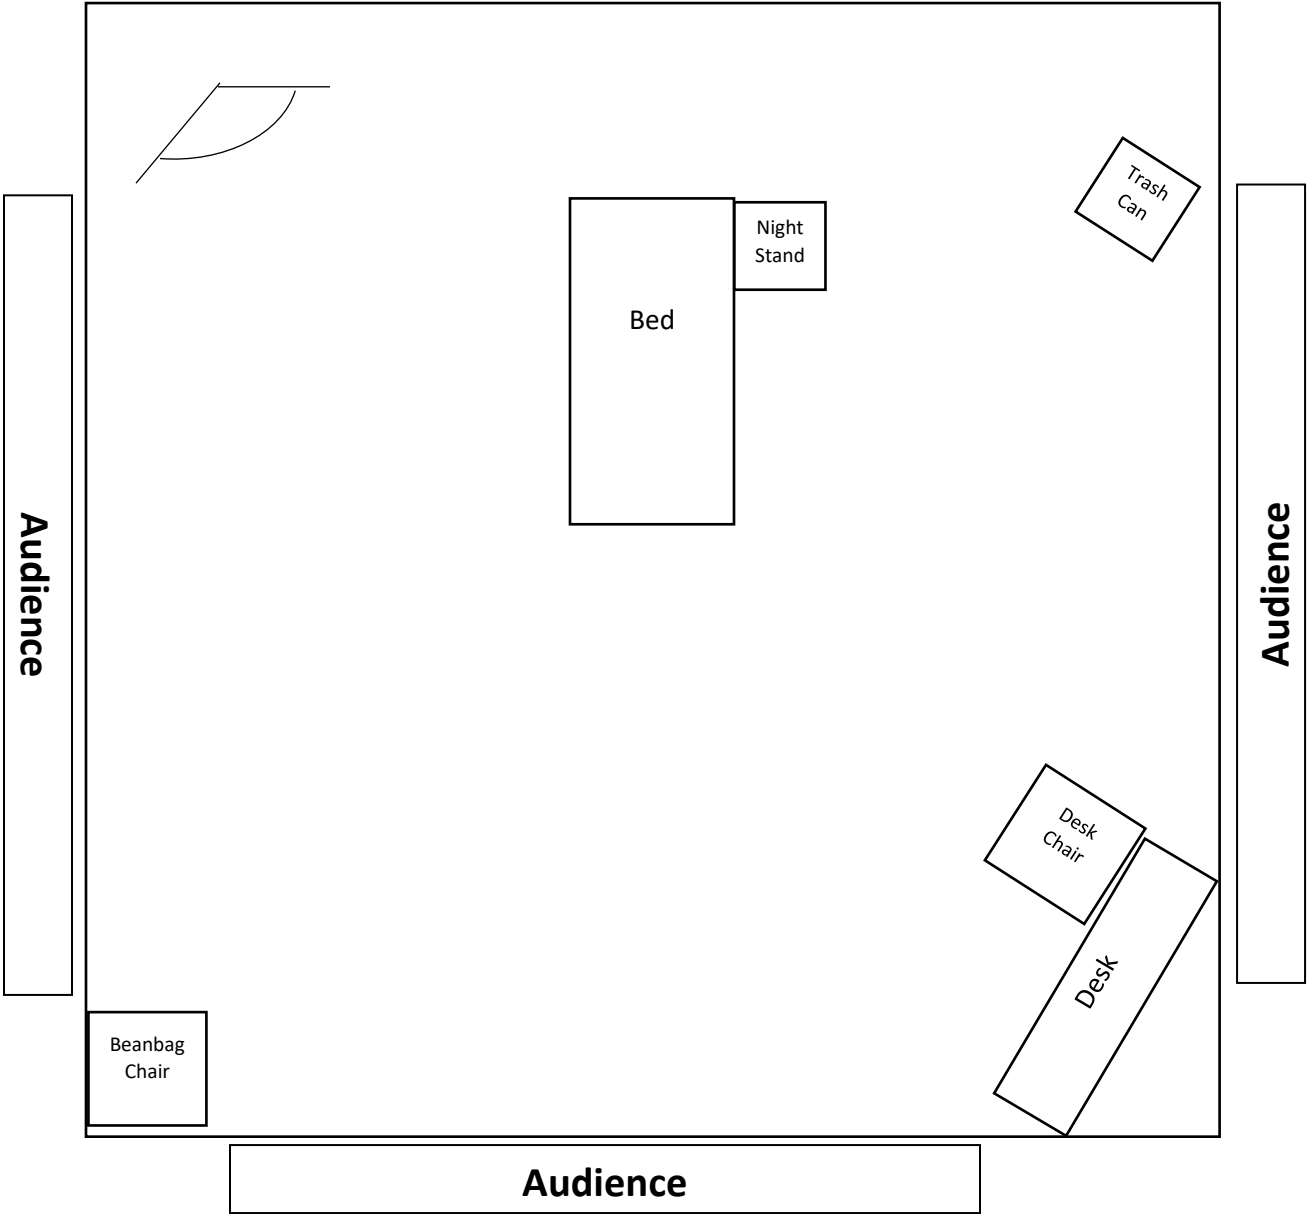 Trash
Can
Night
Stand
Bed
Audience
Audience
Desk
Chair
Desk
Beanbag
Chair
Audience